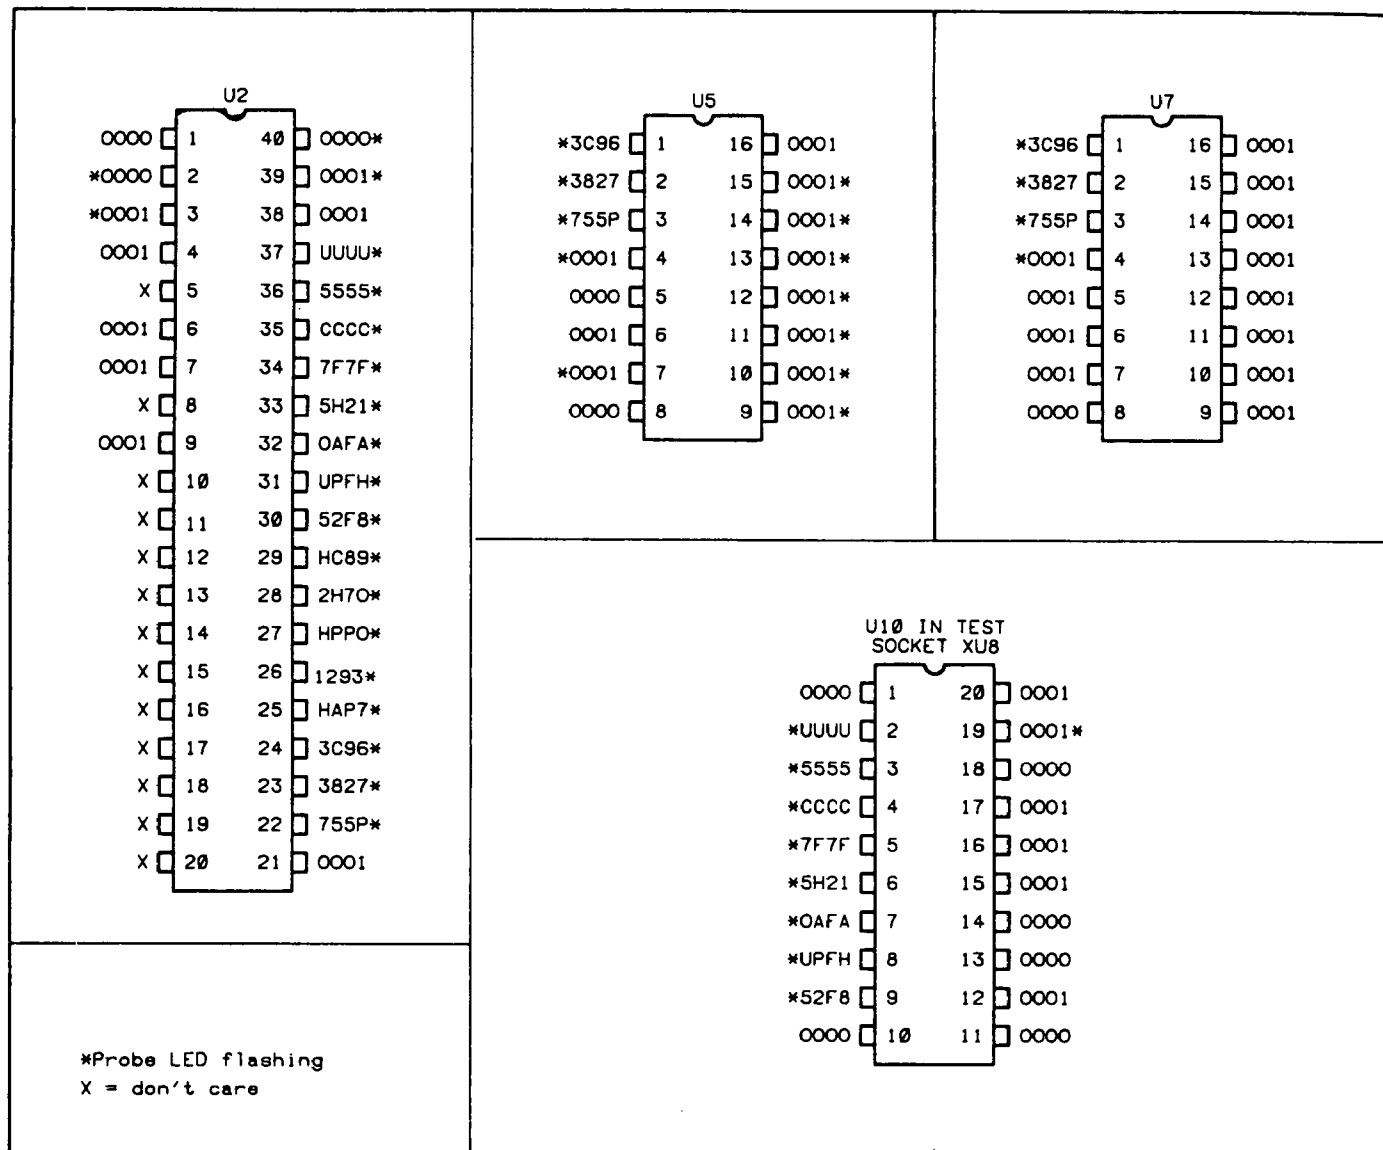 U2
0000 1 40 0000*
*0000 2 39 0001*
*0001 3 38 0001
0001 4 37 UUUU*
X 5 36 5555*
0001 6 35 CCCC*
0001 7 34 7F7F*
X 8 33 5H21*
0001 9 32 0AFA*
X 10 31 UPFH*
X 11 30 52F8*
X 12 29 HC89*
X 13 28 2H70*
X 14 27 HPP0*
X 15 26 1293*
X 16 25 HAP7*
X 17 24 3C96*
X 18 23 3827*
X 19 22 755P*
X 20 21 0001
U5
*3C96 1 16 0001
*3827 2 15 0001*
*755P 3 14 0001*
*0001 4 13 0001*
0000 5 12 0001*
0001 6 11 0001*
*0001 7 10 0001*
0000 8 9 0001*
U7
*3C96 1 16 0001
*3827 2 15 0001
*755P 3 14 0001
*0001 4 13 0001
0001 5 12 0001
0001 6 11 0001
0001 7 10 0001
0000 8 9 0001
U10 IN TEST
SOCKET XU8
0000 1 20 0001
*UUUU 2 19 0001*
*5555 3 18 0000
*CCCC 4 17 0001
*7F7F 5 16 0001
*5H21 6 15 0001
*0AFA 7 14 0000
*UPFH 8 13 0000
*52F8 9 12 0001
0000 10 11 0000
*Probe LED flashing
X = don't care